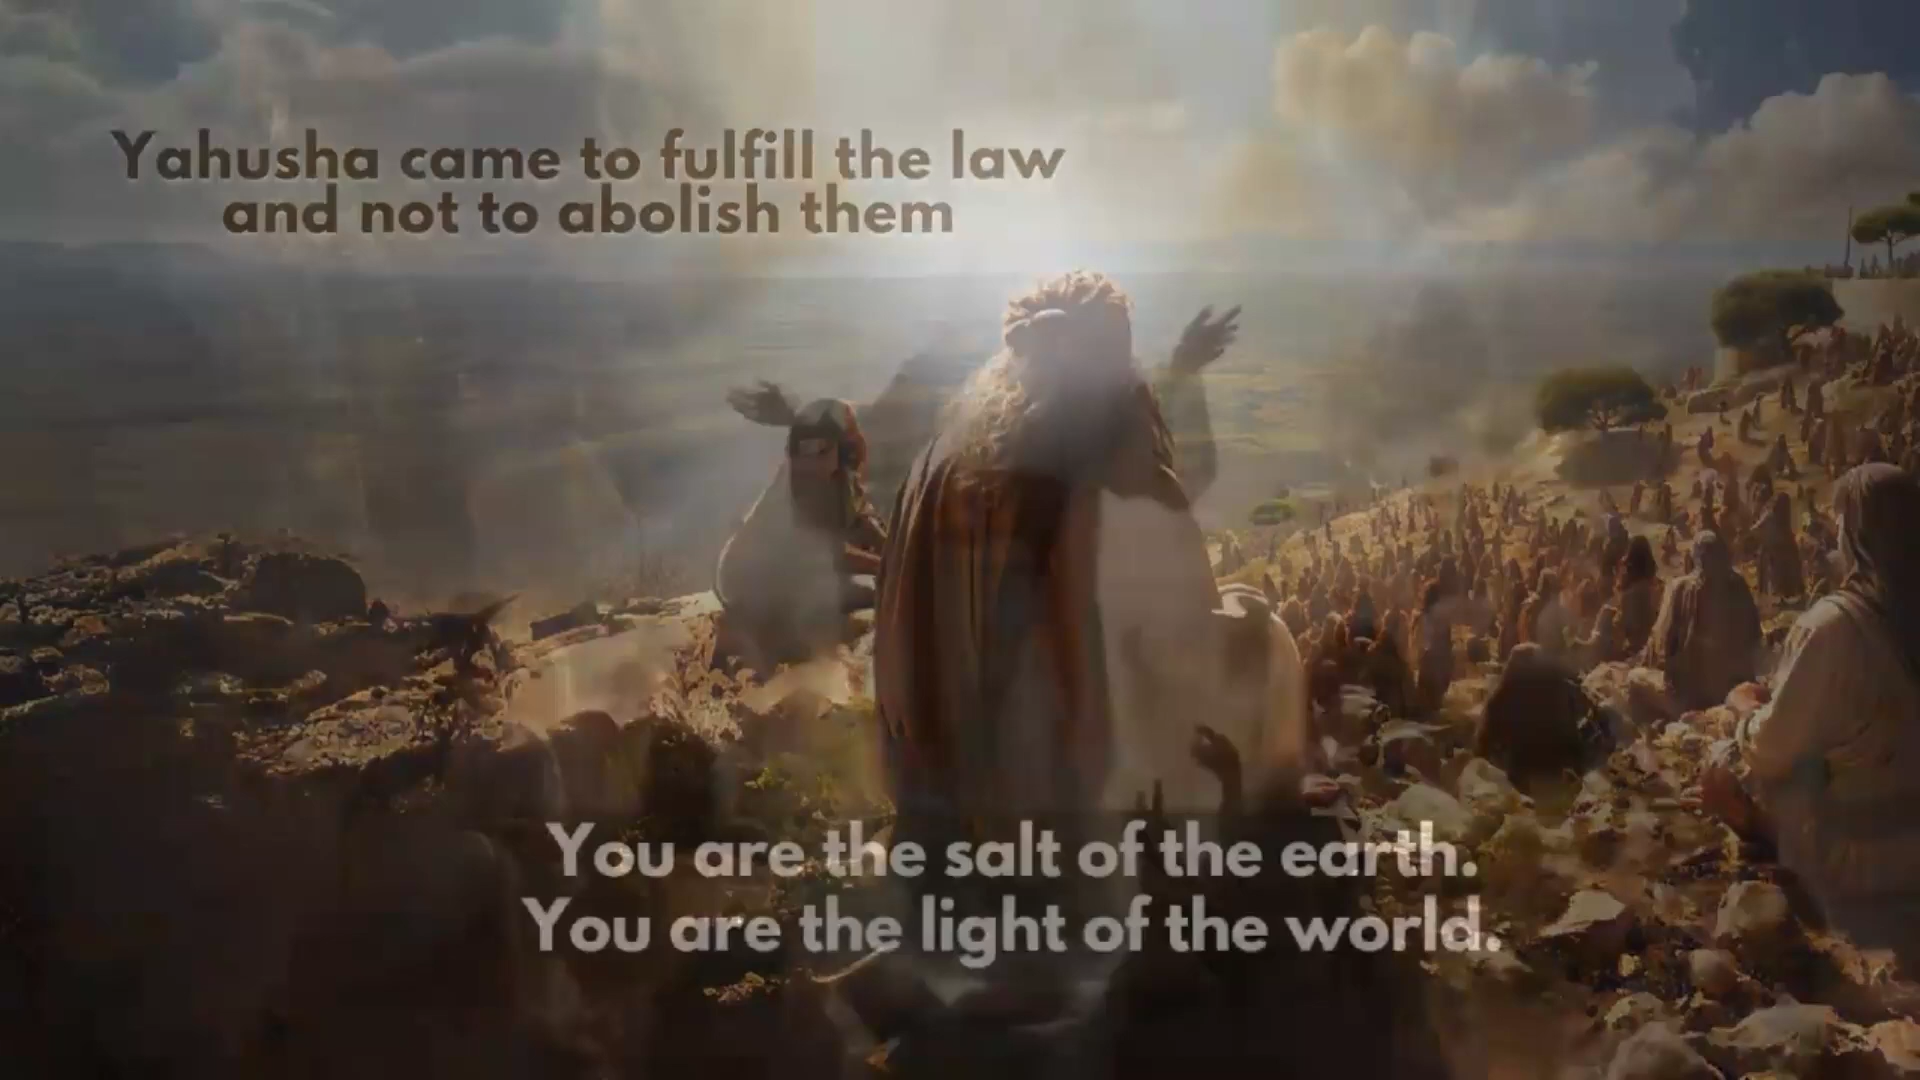 Yahusha came to fulfill the law
and not to abolish them
You are the salt of the earth.
You are the light of the world.